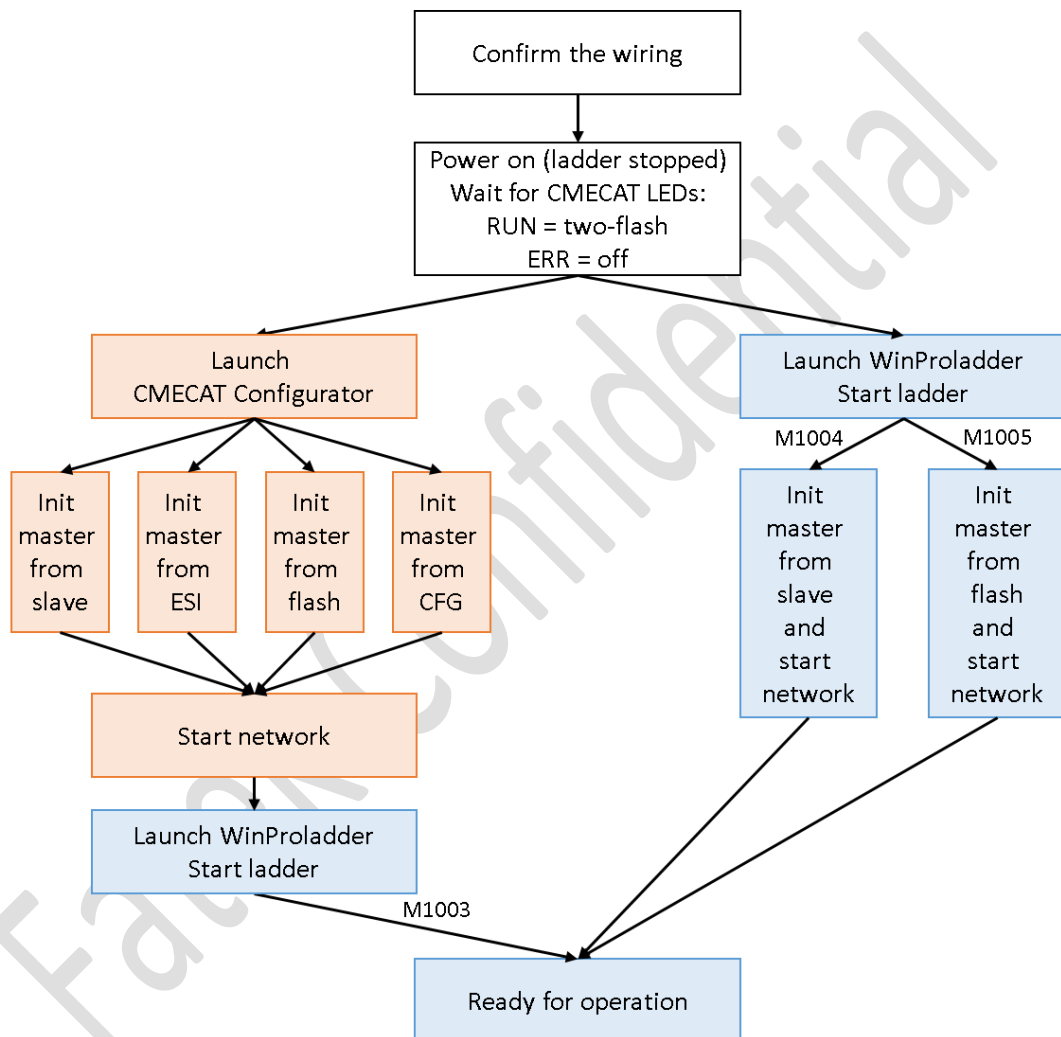 Confirm the wiring
Power on (ladder stopped)
Wait for CMECAT LEDs:
RUN = two-flash
ERR = off
Launch
CMECAT Configurator
Launch WinProladder
Start ladder
M1004
M1005
Init
master
from
slave
Init
master
from
ESI
Init
master
from
flash
Init
master
from
CFG
Init
master
from
slave
and
start
network
Init
master
from
flash
and
start
network
Start network
Launch WinProladder
Start ladder
M1003
Ready for operation
Fatek Confidential